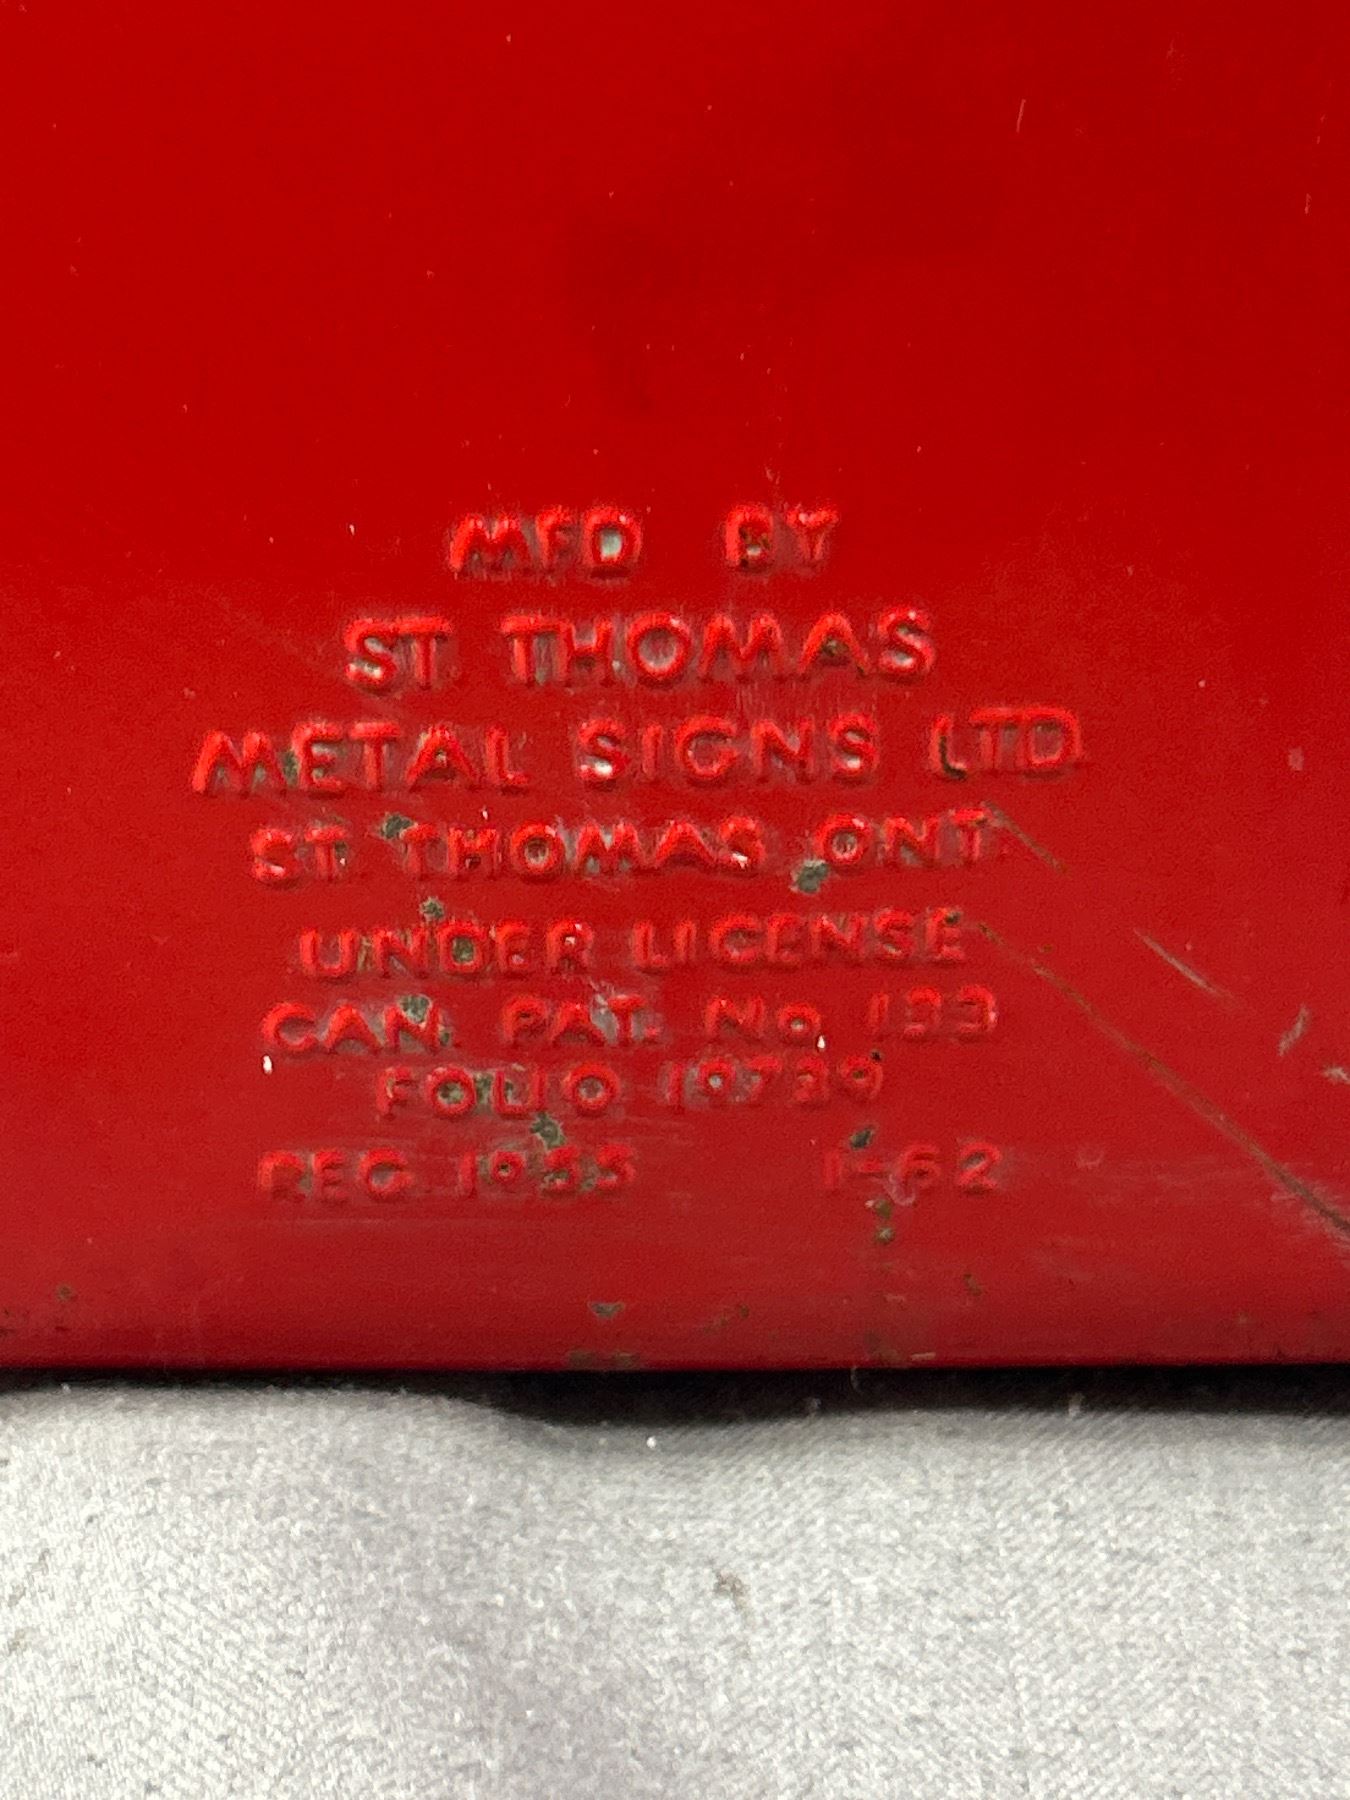 MFD BY
ST THOMAS
METAL SIGNS LTD
ST. THOMAS ONT.
UNDER LICENSE
CAN. PAT. No 133
FOLIO 19739
REG. 1955 1-62